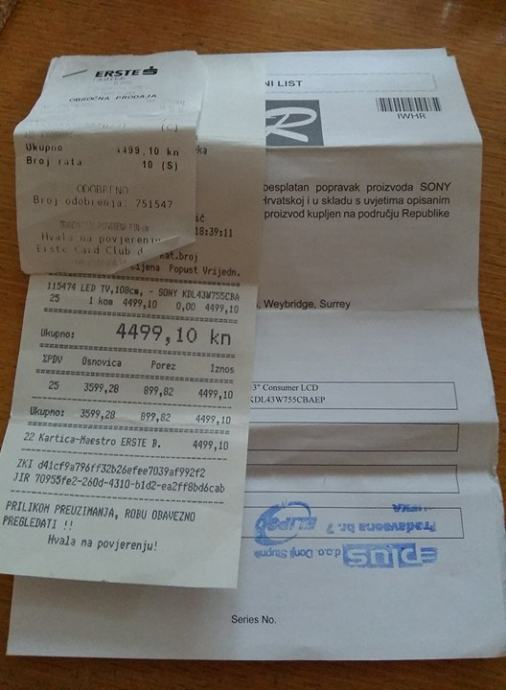 ERSTE
OBROČNA PRODAJA
(C)
Ukupno 4499,10 kn
Broj rata 10 (S)
ODOBRENO
Broj odobrenja: 751547
Hvala na povjerenju
Erste Card Club d
18:39:11
kat.broj
Popust Vrijedn.
115474 LED TV,108cm, - SONY KDL43W755CBA
25 1 kom 4499,10 0,00 4499,10
Ukupno: 4499,10 kn
%PDV Osnovica Porez Iznos
25 3599,28 899,82 4499,10
Ukupno: 3599,28 899,82 4499,10
22 Kartica-Maestro ERSTE B. 4499,10
ZKI d41cf9a796ff32b26efee7039af992f2
JIR 70955fe2-260d-4310-b1d2-ea2ff8bd6cab
PRILIKOM PREUZIMANJA, ROBU OBAVEZNO
PREGLEDATI !!
Hvala na povjerenju!
NI LIST
R
IWHR
besplatan popravak proizvoda SONY
Hrvatskoj i u skladu s uvjetima opisanim
proizvod kupljen na području Republike
Weybridge, Surrey
3" Consumer LCD
KDL43W755CBAEP
plus
d.o.o. Donji Stupnik
Series No.